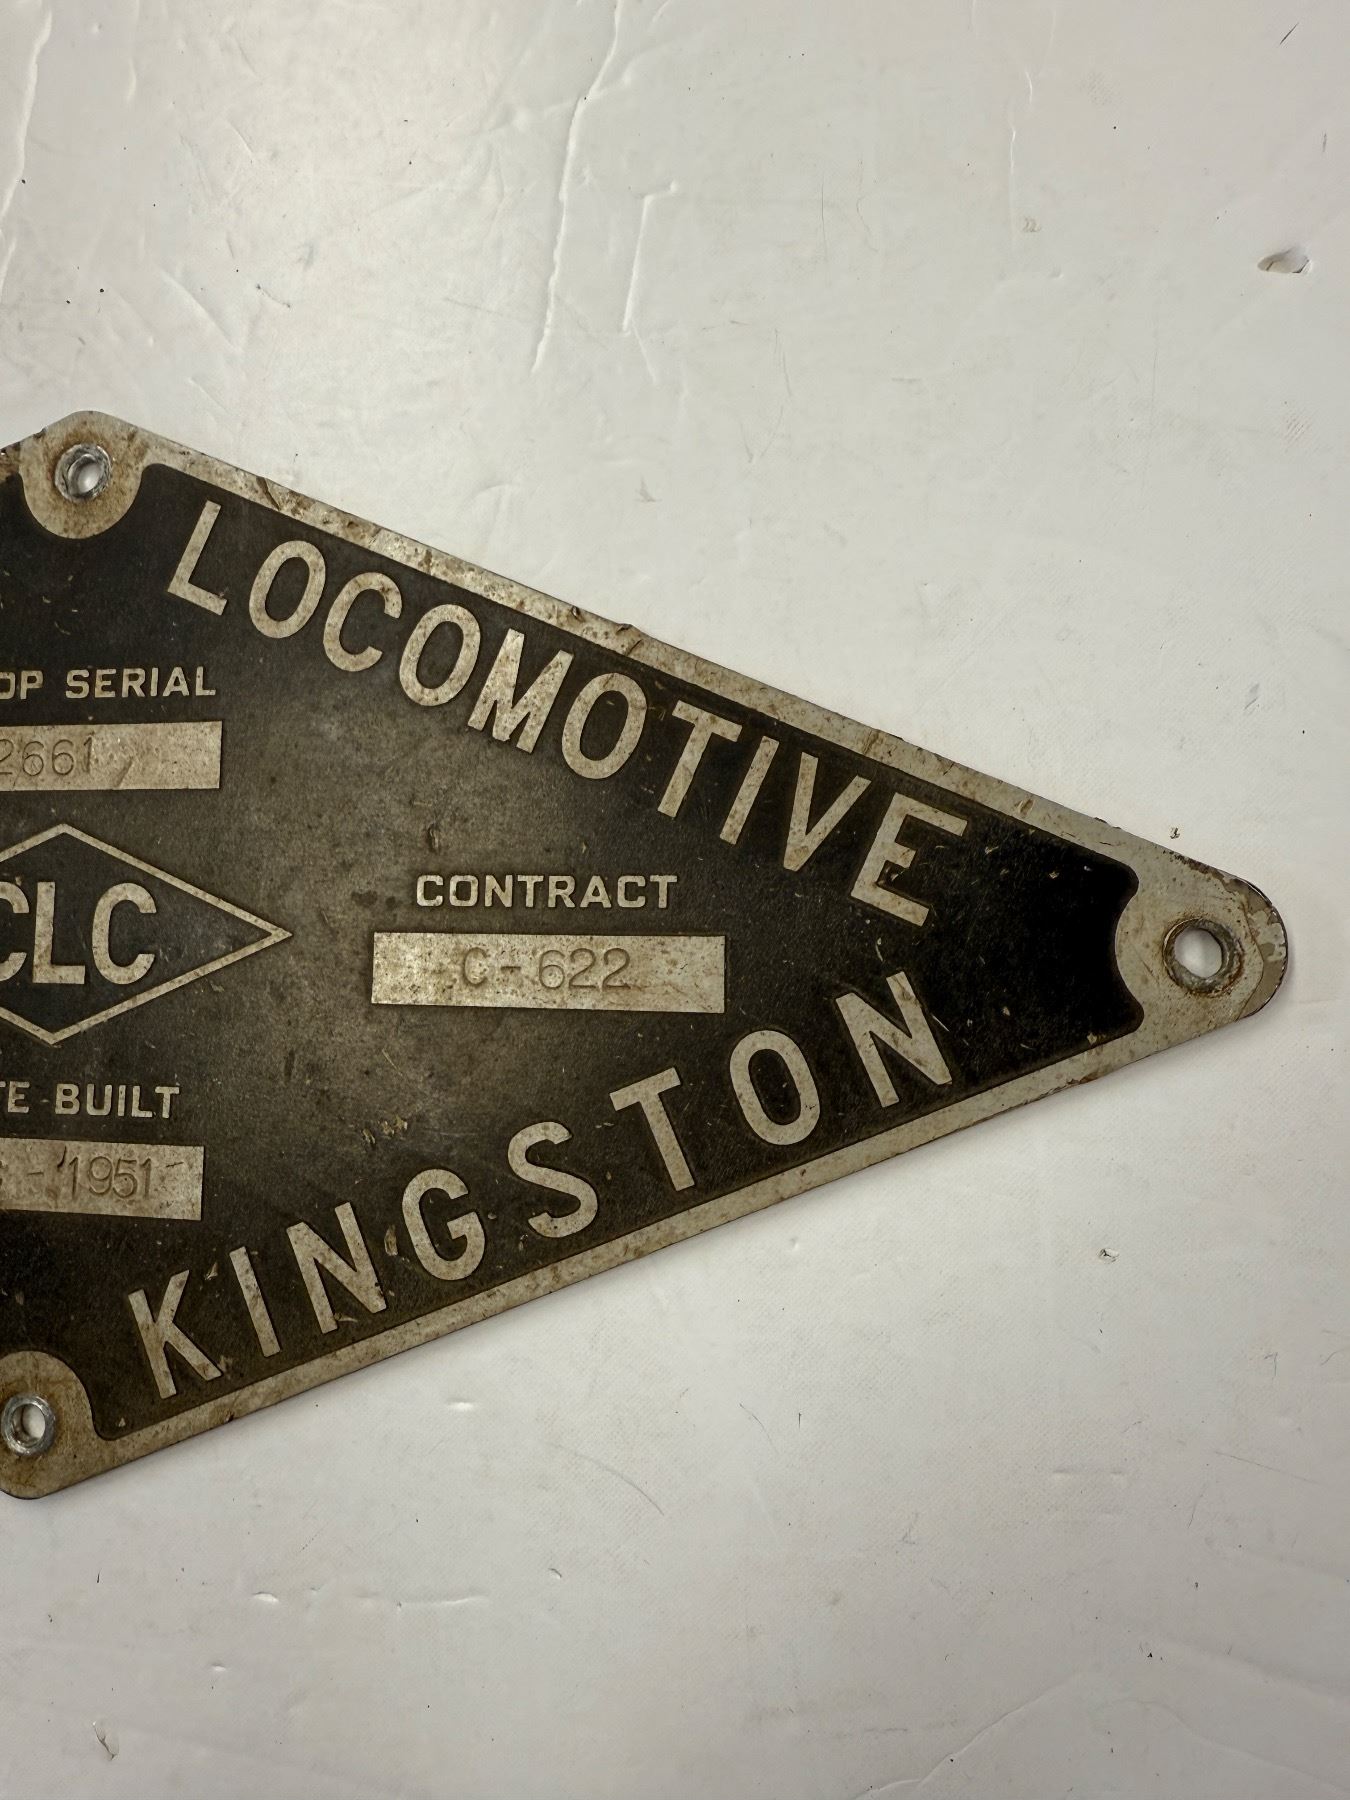 LOCOMOTIVE
OP SERIAL
2661
CLC
CONTRACT
C-622
TE BUILT
- 1951
KINGSTON